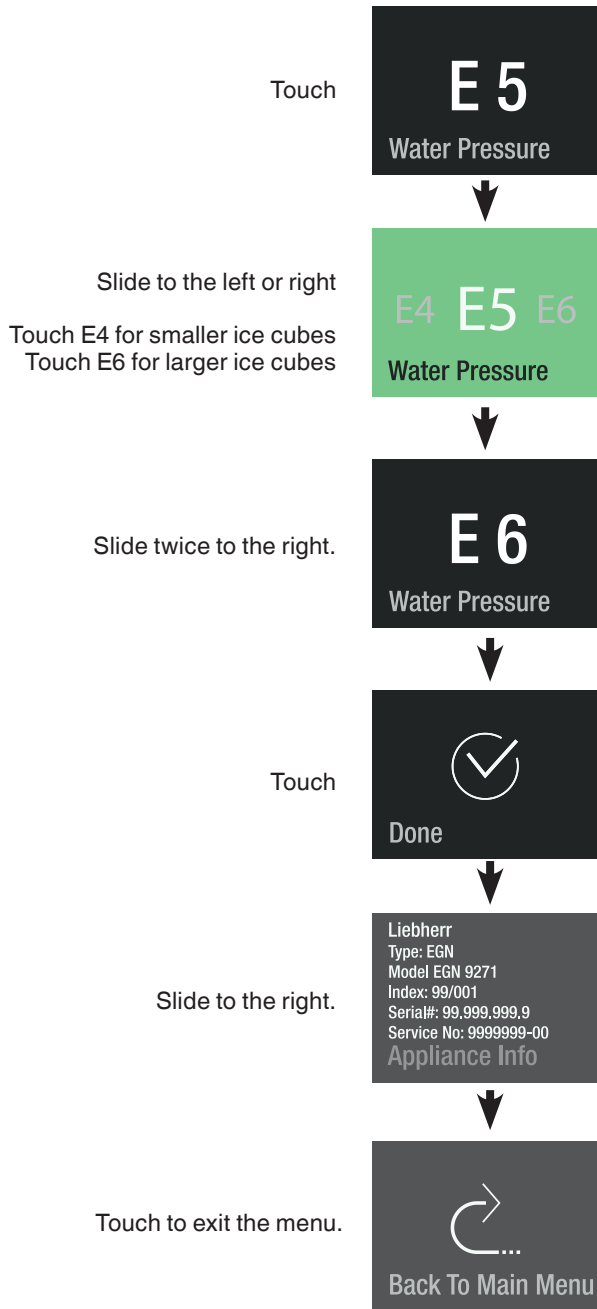 Touch
E 5
Water Pressure
Slide to the left or right
Touch E4 for smaller ice cubes
Touch E6 for larger ice cubes
E4 E5 E6
Water Pressure
Slide twice to the right.
E 6
Water Pressure
Touch
Done
Slide to the right.
Liebherr
Type: EGN
Model EGN 9271
Index: 99/001
Serial#: 99.999.999.9
Service No: 9999999-00
Appliance Info
Touch to exit the menu.
Back To Main Menu